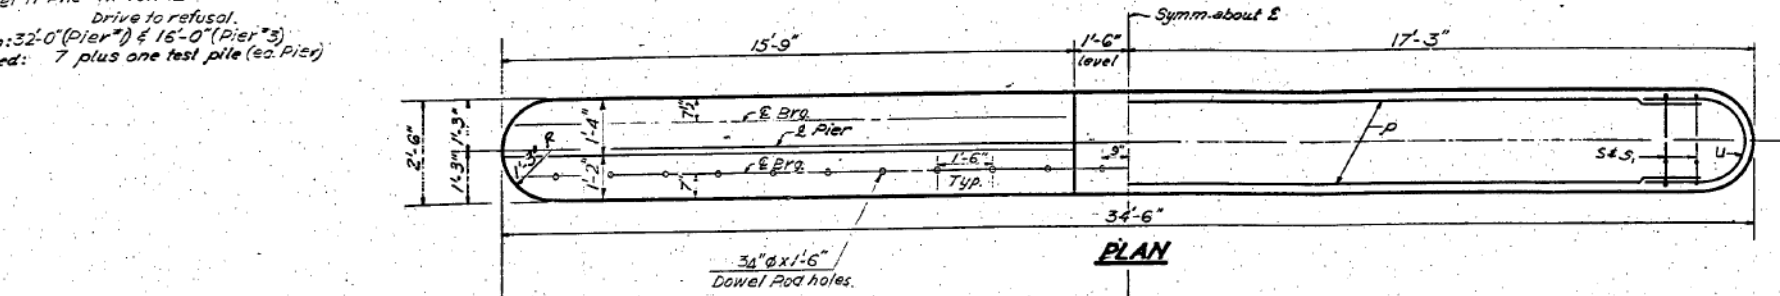 Drive to refusal.
:32'-0"(Pier #1) & 16'-0"(Pier #3)
ed: 7 plus one test pile (ea. Pier)
Symm. about ℄
15'-9"
1'-6"
level
17'-3"
2'-6"
1'-3"
1'-3"
1'-3" R
1'-4"
1'-2"
7½"
7"
℄ Brg.
℄ Pier
℄ Brg.
1'-6"
Typ.
9"
P
S & S₁
U
34'-6"
PLAN
3/4" φ x 1'-6"
Dowel Rod holes.